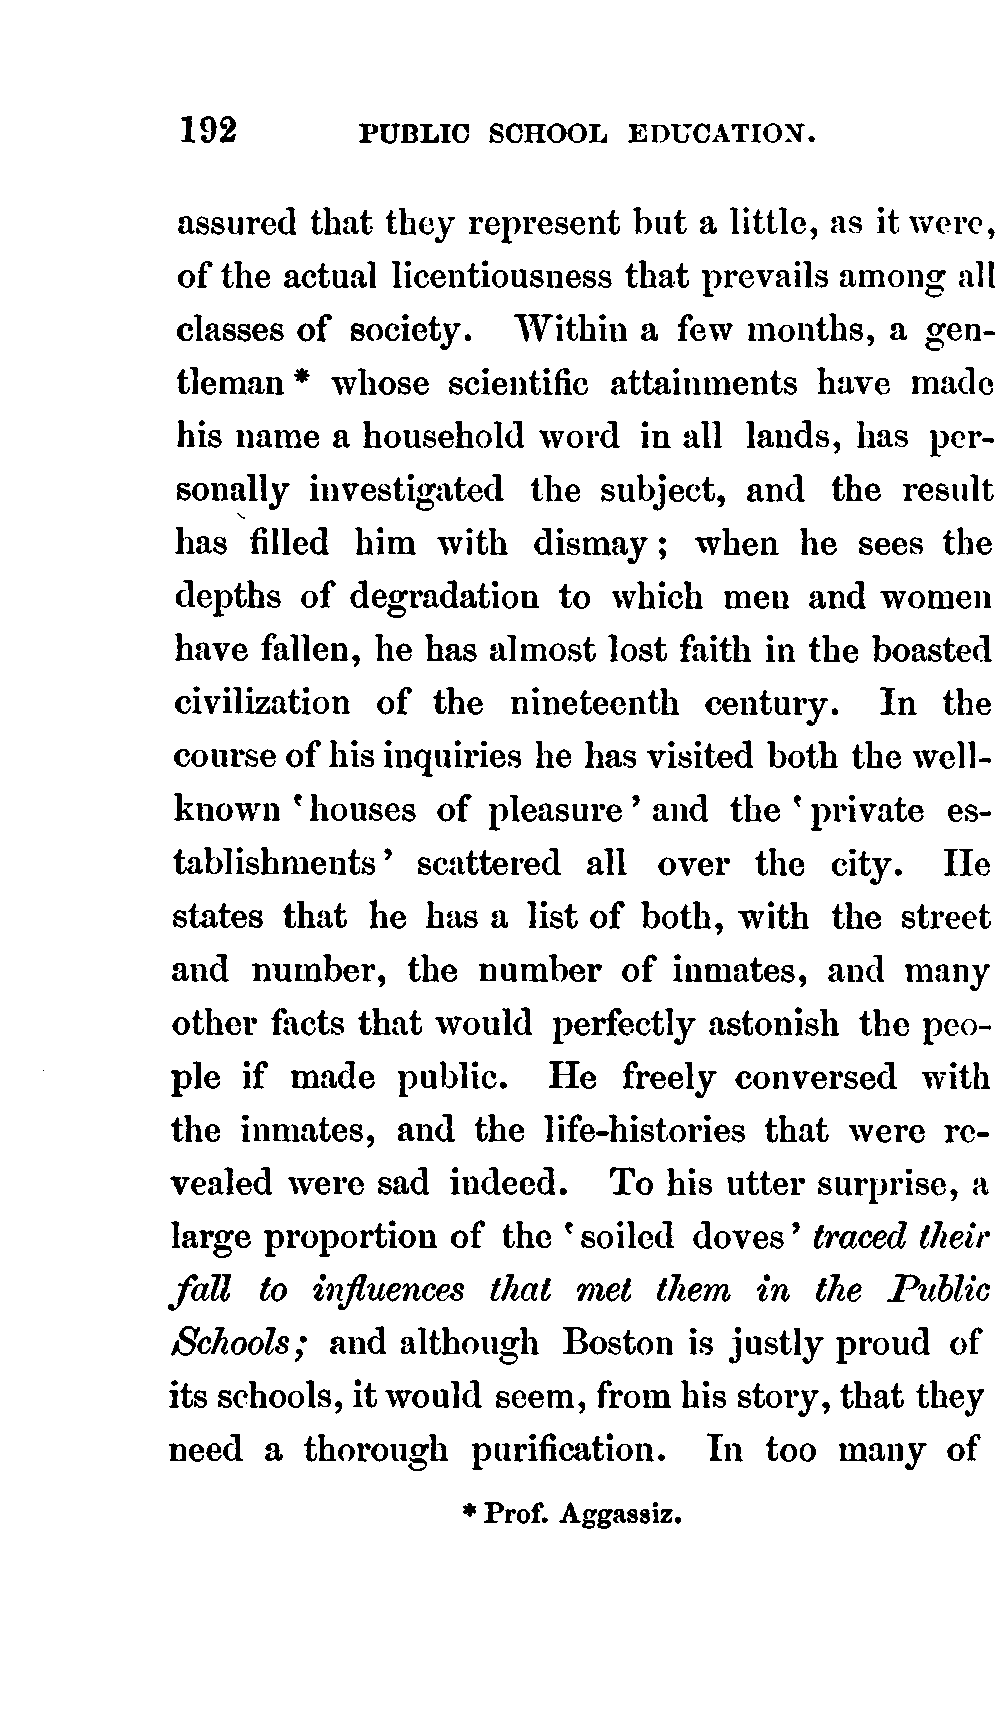 192 PUBLIC SCHOOL EDUCATION.
assured that they represent but a little, as it were,
of the actual licentiousness that prevails among all
classes of society. Within a few months, a gen-
tleman * whose scientific attainments have made
his name a household word in all lands, has per-
sonally investigated the subject, and the result
has filled him with dismay; when he sees the
depths of degradation to which men and women
have fallen, he has almost lost faith in the boasted
civilization of the nineteenth century. In the
course of his inquiries he has visited both the well-
known ‘houses of pleasure’ and the ‘private es-
tablishments’ scattered all over the city. He
states that he has a list of both, with the street
and number, the number of inmates, and many
other facts that would perfectly astonish the peo-
ple if made public. He freely conversed with
the inmates, and the life-histories that were re-
vealed were sad indeed. To his utter surprise, a
large proportion of the ‘soiled doves’ traced their
fall to influences that met them in the Public
Schools; and although Boston is justly proud of
its schools, it would seem, from his story, that they
need a thorough purification. In too many of
* Prof. Aggassiz.